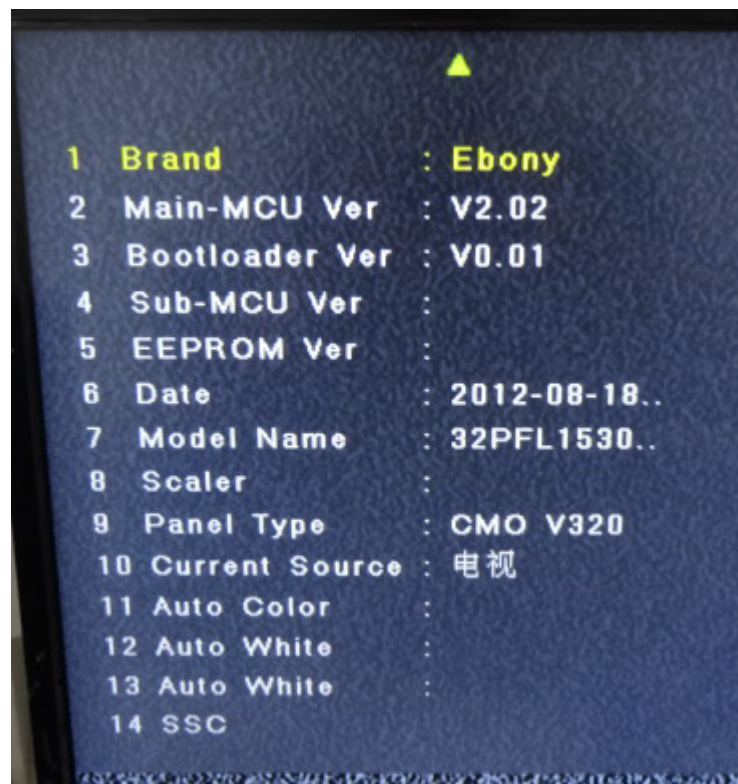 1 Brand : Ebony
2 Main-MCU Ver : V2.02
3 Bootloader Ver : V0.01
4 Sub-MCU Ver :
5 EEPROM Ver :
6 Date : 2012-08-18..
7 Model Name : 32PFL1530..
8 Scaler :
9 Panel Type : CMO V320
10 Current Source : 电视
11 Auto Color :
12 Auto White :
13 Auto White :
14 SSC